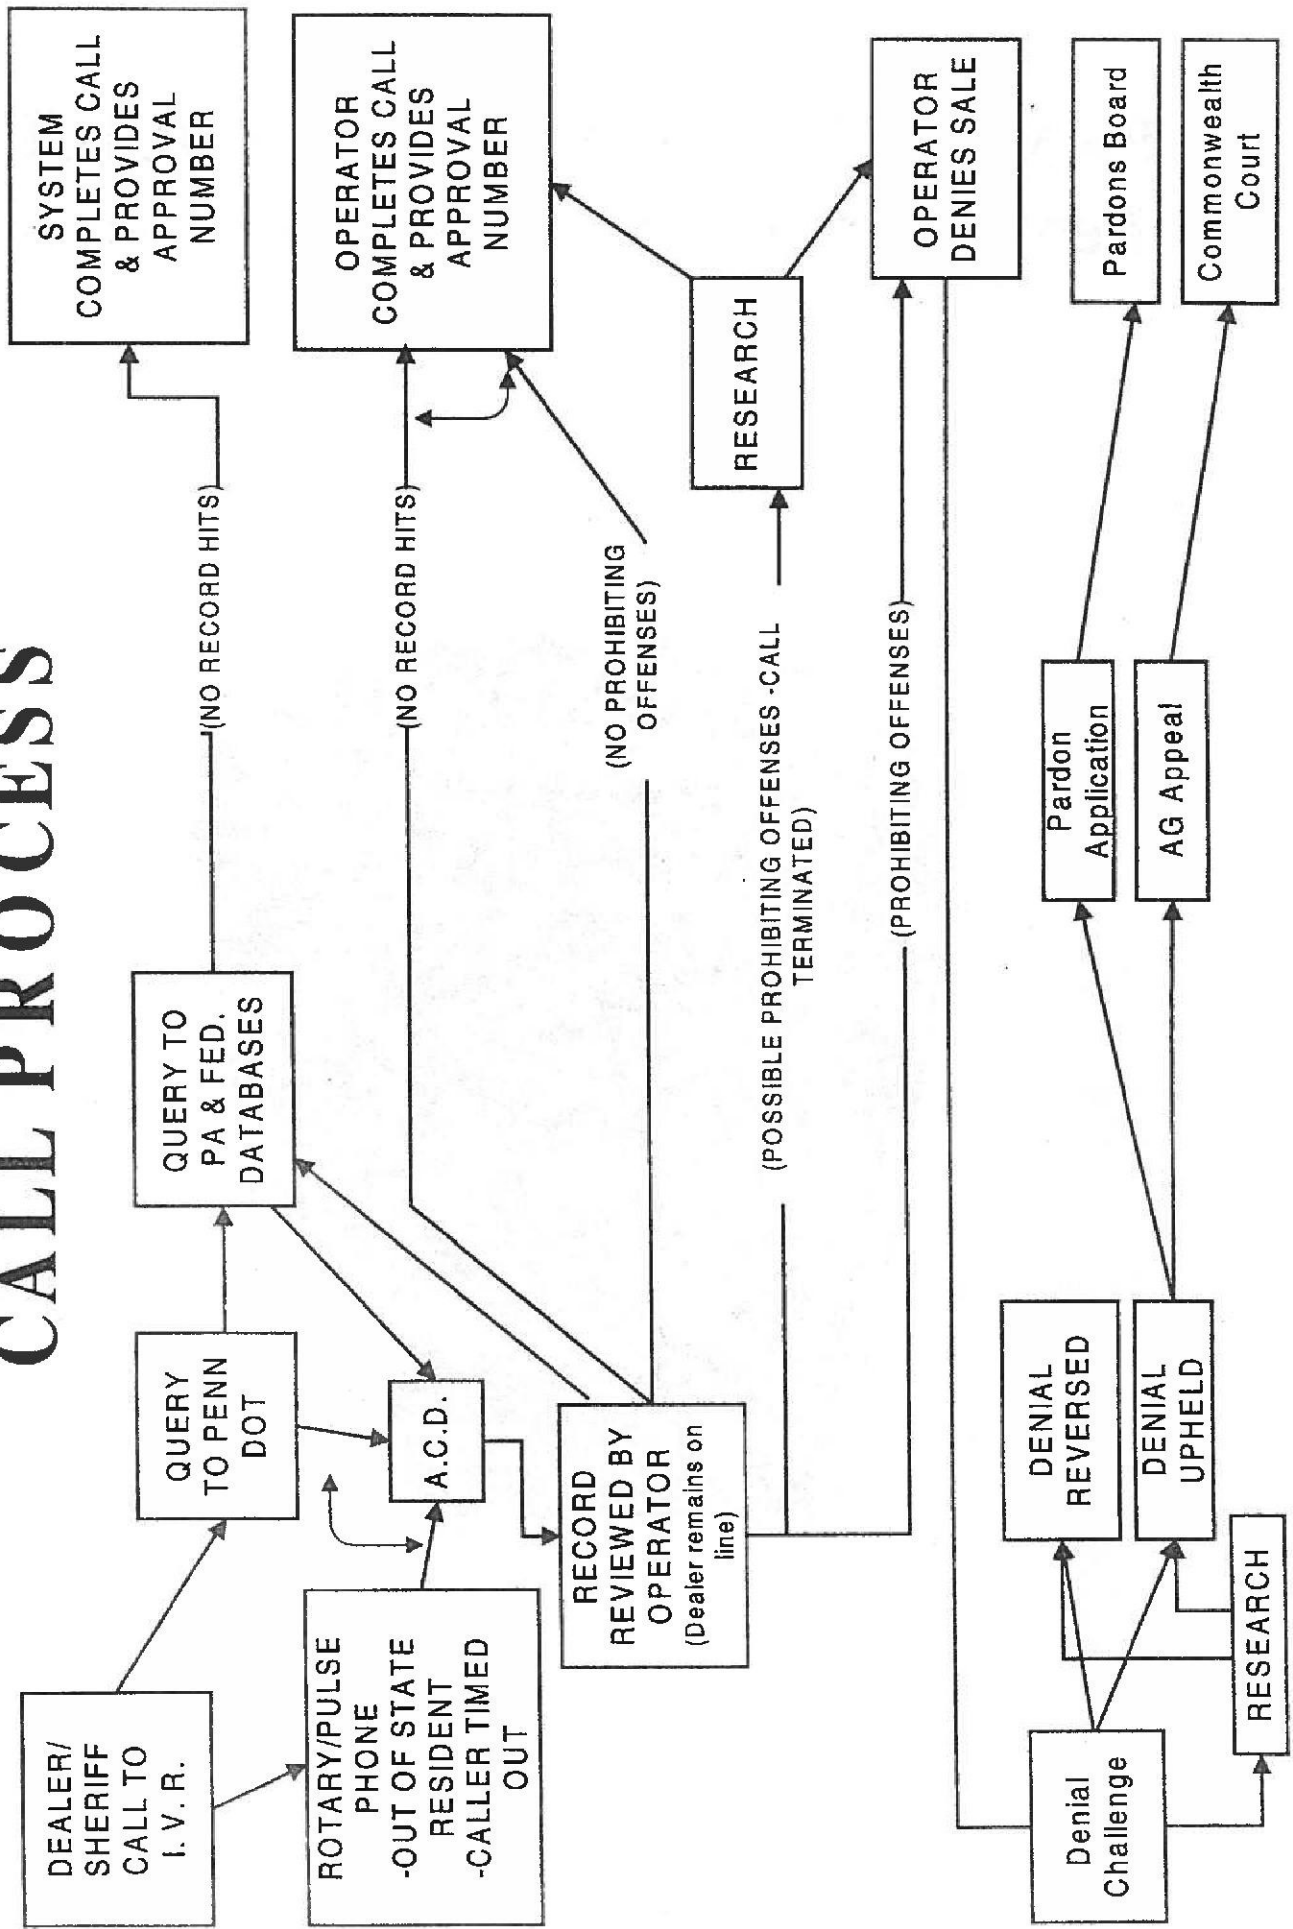 CALL PROCESS
DEALER/
SHERIFF
CALL TO
I.V.R.
QUERY
TO PENN
DOT
QUERY TO
PA & FED.
DATABASES
(NO RECORD HITS)
SYSTEM
COMPLETES CALL
& PROVIDES
APPROVAL
NUMBER
ROTARY/PULSE
PHONE
-OUT OF STATE
RESIDENT
-CALLER TIMED
OUT
A.C.D.
(NO RECORD HITS)
OPERATOR
COMPLETES CALL
& PROVIDES
APPROVAL
NUMBER
RECORD
REVIEWED BY
OPERATOR
(Dealer remains on
line)
(NO PROHIBITING
OFFENSES)
(POSSIBLE PROHIBITING OFFENSES -CALL
TERMINATED)
RESEARCH
(PROHIBITING OFFENSES)
OPERATOR
DENIES SALE
Denial
Challenge
RESEARCH
DENIAL
REVERSED
DENIAL
UPHELD
Pardon
Application
AG Appeal
Pardons Board
Commonwealth
Court